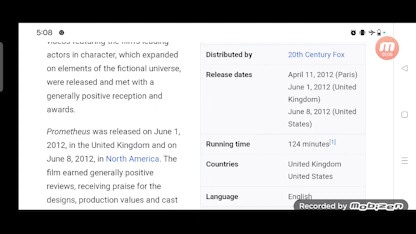 5:08
videos featuring the film's leading
actors in character, which expanded
on elements of the fictional universe,
were released and met with a
generally positive reception and
awards.
Prometheus was released on June 1,
2012, in the United Kingdom and on
June 8, 2012, in North America. The
film earned generally positive
reviews, receiving praise for the
designs, production values and cast
Distributed by 20th Century Fox
Release dates April 11, 2012 (Paris)
June 1, 2012 (United
Kingdom)
June 8, 2012 (United
States)
Running time 124 minutes[1]
Countries United Kingdom
United States
Language English
Recorded by MOBIZEN